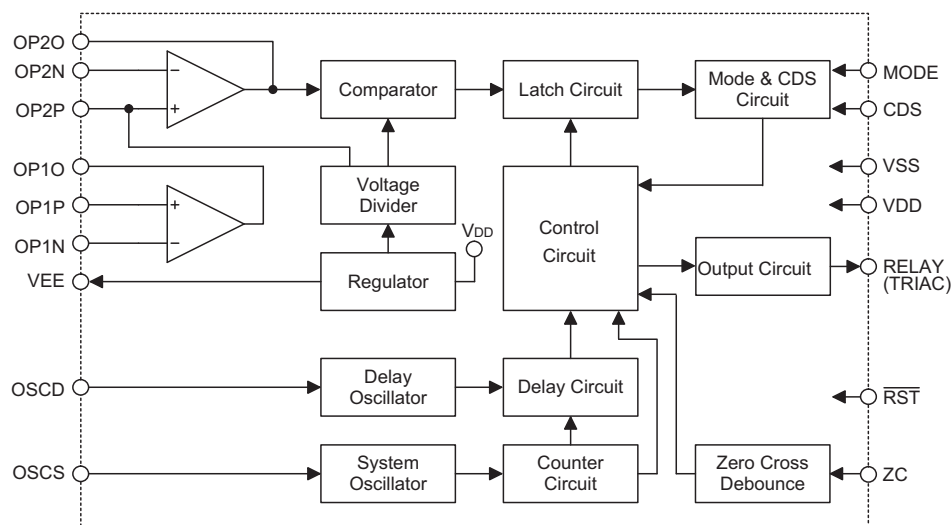 OP2O
OP2N
−
OP2P
+
Comparator
Latch Circuit
Mode & CDS
Circuit
MODE
CDS
OP1O
OP1P
+
OP1N
−
Voltage
Divider
VDD
VEE
Regulator
Control
Circuit
VSS
VDD
Output Circuit
RELAY
(TRIAC)
OSCD
Delay
Oscillator
Delay Circuit
RST
OSCS
System
Oscillator
Counter
Circuit
Zero Cross
Debounce
ZC